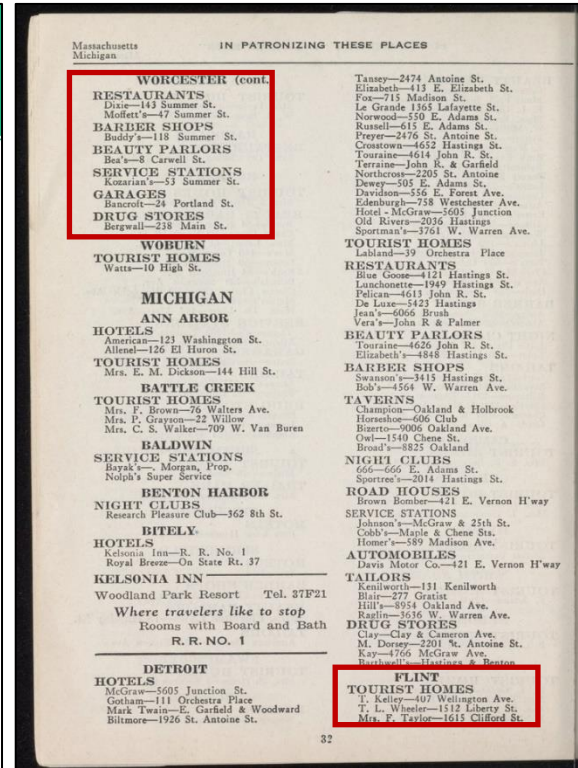 Massachusetts
Michigan
IN PATRONIZING THESE PLACES
WORCESTER (cont.
RESTAURANTS
Dixie—143 Summer St.
Moffett's—47 Summer St.
BARBER SHOPS
Buddy's—118 Summer St.
BEAUTY PARLORS
Bea's—8 Carwell St.
SERVICE STATIONS
Kozarian's—53 Summer St.
GARAGES
Bancroft—24 Portland St.
DRUG STORES
Bergwall—238 Main St.
WOBURN
TOURIST HOMES
Watts—10 High St.
MICHIGAN
ANN ARBOR
HOTELS
American—123 Washinggton St.
Allenel—126 El Huron St.
TOURIST HOMES
Mrs. E. M. Dickson—144 Hill St.
BATTLE CREEK
TOURIST HOMES
Mrs. F. Brown—76 Walters Ave.
Mrs. P. Grayson—22 Willow
Mrs. C. S. Walker—709 W. Van Buren
BALDWIN
SERVICE STATIONS
Bayak's—. Morgan, Prop.
Nolph's Super Service
BENTON HARBOR
NIGHT CLUBS
Research Pleasure Club—362 8th St.
BITELY
HOTELS
Kelsonia Inn—R. R. No. 1
Royal Breeze—On State Rt. 37
KELSONIA INN
Woodland Park Resort Tel. 37F21
Where travelers like to stop
Rooms with Board and Bath
R. R. NO. 1
DETROIT
HOTELS
McGraw—5605 Junction St.
Gotham—111 Orchestra Place
Mark Twain—E. Garfield & Woodward
Biltmore—1926 St. Antoine St.
Tansey—2474 Antoine St.
Elizabeth—413 E. Elizabeth St.
Fox—715 Madison St.
Le Grande 1365 Lafayette St.
Norwood—550 E. Adams St.
Russell—615 E. Adams St.
Preyer—2476 St. Antoine St.
Crosstown—4652 Hastings St.
Touraine—4614 John R. St.
Terraine—John R. & Garfield
Northcross—2205 St. Antoine
Dewey—505 E. Adams St.
Davidson—556 E. Forest Ave.
Edenburgh—758 Westchester Ave.
Hotel - McGraw—5605 Junction
Old Rivers—2036 Hastings
Sportman's—3761 W. Warren Ave.
TOURIST HOMES
Labland—39 Orchestra Place
RESTAURANTS
Blue Goose—4121 Hastings St.
Lunchonette—1949 Hastings St.
Pelican—4613 John R. St.
De Luxe—5423 Hastings
Jean's—6066 Brush
Vera's—John R & Palmer
BEAUTY PARLORS
Touraine—4626 John R. St.
Elizabeth's—4848 Hastings St.
BARBER SHOPS
Swanson's—3415 Hastings St.
Bob's—4564 W. Warren Ave.
TAVERNS
Champion—Oakland & Holbrook
Horseshoe—606 Club
Bizerto—9006 Oakland Ave.
Owl—1540 Chene St.
Broad's—8825 Oakland
NIGHT CLUBS
666—666 E. Adams St.
Sportree's—2014 Hastings St.
ROAD HOUSES
Brown Bomber—421 E. Vernon H'way
SERVICE STATIONS
Johnson's—McGraw & 25th St.
Cobb's—Maple & Chene Sts.
Homer's—589 Madison Ave.
AUTOMOBILES
Davis Motor Co.—421 E. Vernon H'way
TAILORS
Kenilworth—131 Kenilworth
Blair—277 Gratist
Hill's—8954 Oakland Ave.
Raglin—3636 W. Warren Ave.
DRUG STORES
Clay—Clay & Cameron Ave.
M. Dorsey—2201 St. Antoine St.
Kay—4766 McGraw Ave.
Barthwell's—Hastings & Benton
FLINT
TOURIST HOMES
T. Kelley—407 Wellington Ave.
T. L. Wheeler—1512 Liberty St.
Mrs. F. Taylor—1615 Clifford St.
32